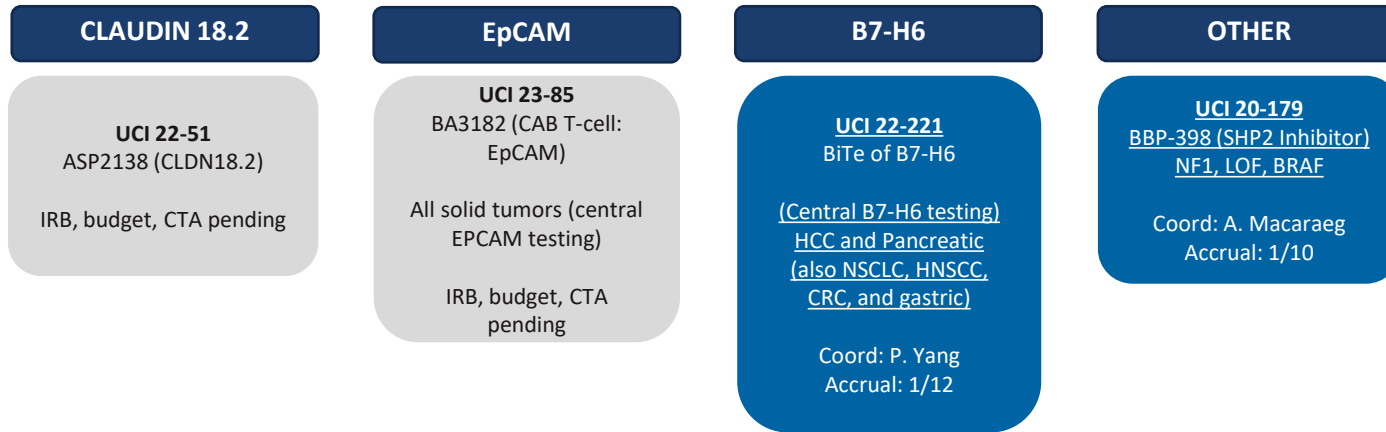 CLAUDIN 18.2
UCI 22-51
ASP2138 (CLDN18.2)
IRB, budget, CTA pending
EpCAM
UCI 23-85
BA3182 (CAB T-cell:
EpCAM)
All solid tumors (central
EPCAM testing)
IRB, budget, CTA
pending
B7-H6
UCI 22-221
BiTe of B7-H6
(Central B7-H6 testing)
HCC and Pancreatic
(also NSCLC, HNSCC,
CRC, and gastric)
Coord: P. Yang
Accrual: 1/12
OTHER
UCI 20-179
BBP-398 (SHP2 Inhibitor)
NF1, LOF, BRAF
Coord: A. Macaraeg
Accrual: 1/10